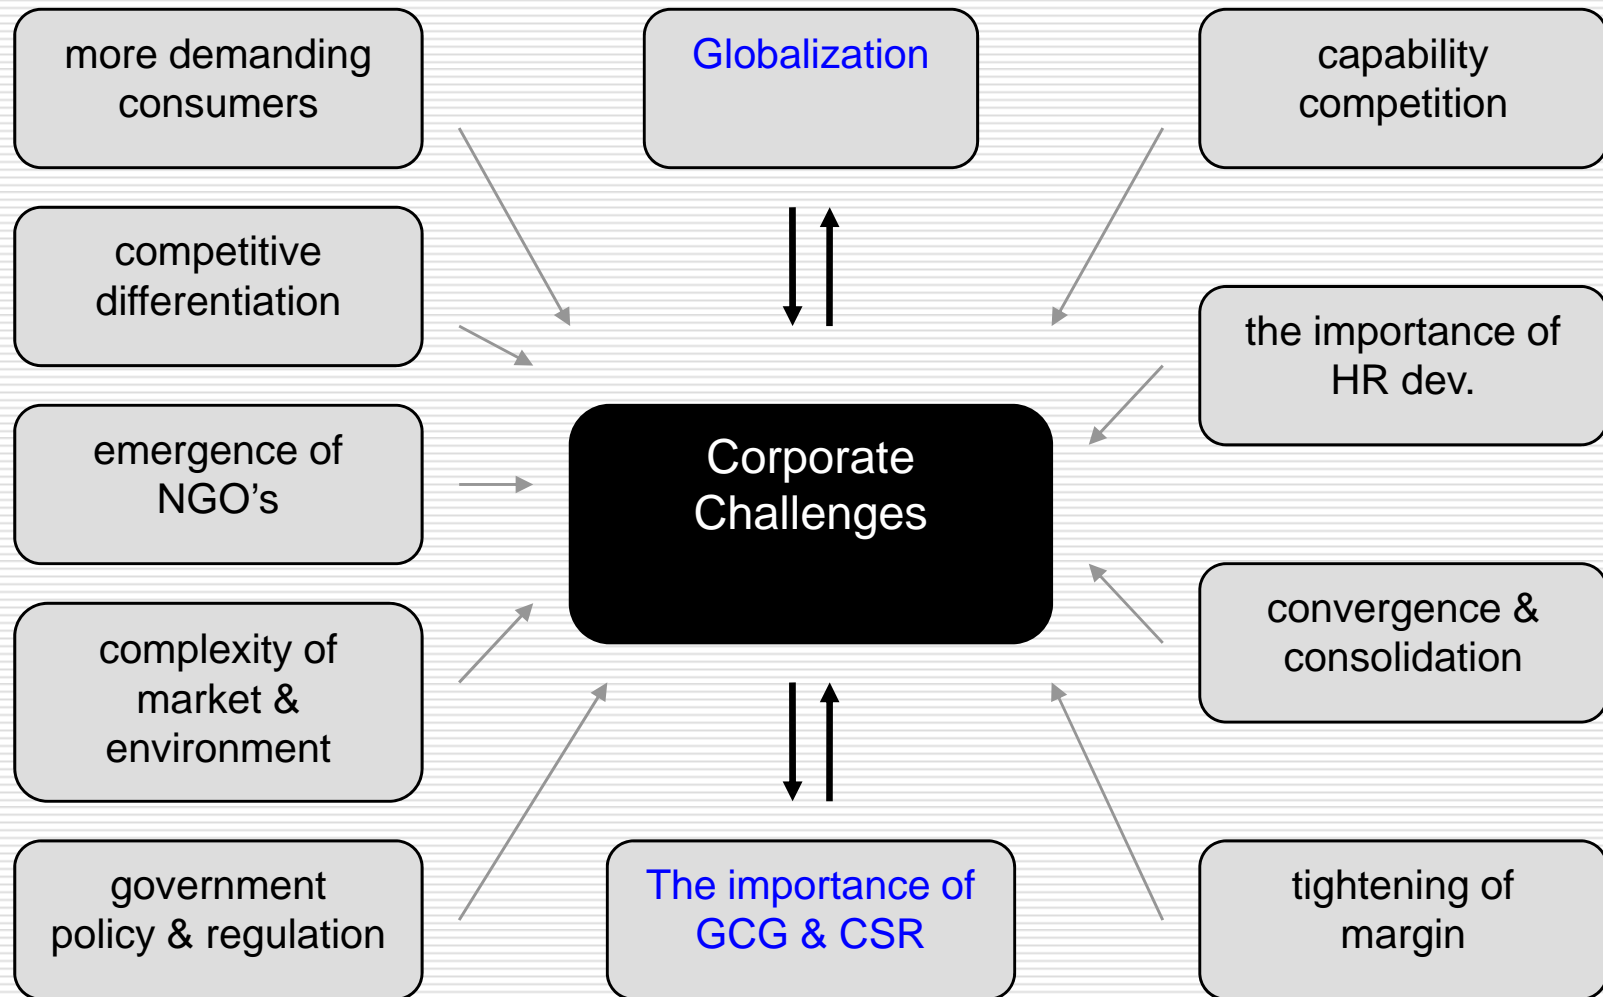 more demanding
consumers
Globalization
capability
competition
competitive
differentiation
the importance of
HR dev.
emergence of
NGO’s
Corporate
Challenges
complexity of
market &
environment
convergence &
consolidation
government
policy & regulation
The importance of
GCG & CSR
tightening of
margin